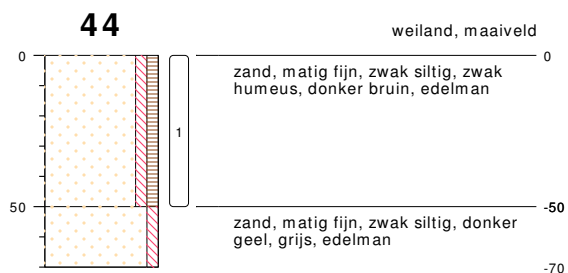 44
weiland, maaiveld
0
0
zand, matig fijn, zwak siltig, zwak
humeus, donker bruin, edelman
1
50
-50
zand, matig fijn, zwak siltig, donker
geel, grijs, edelman
-70